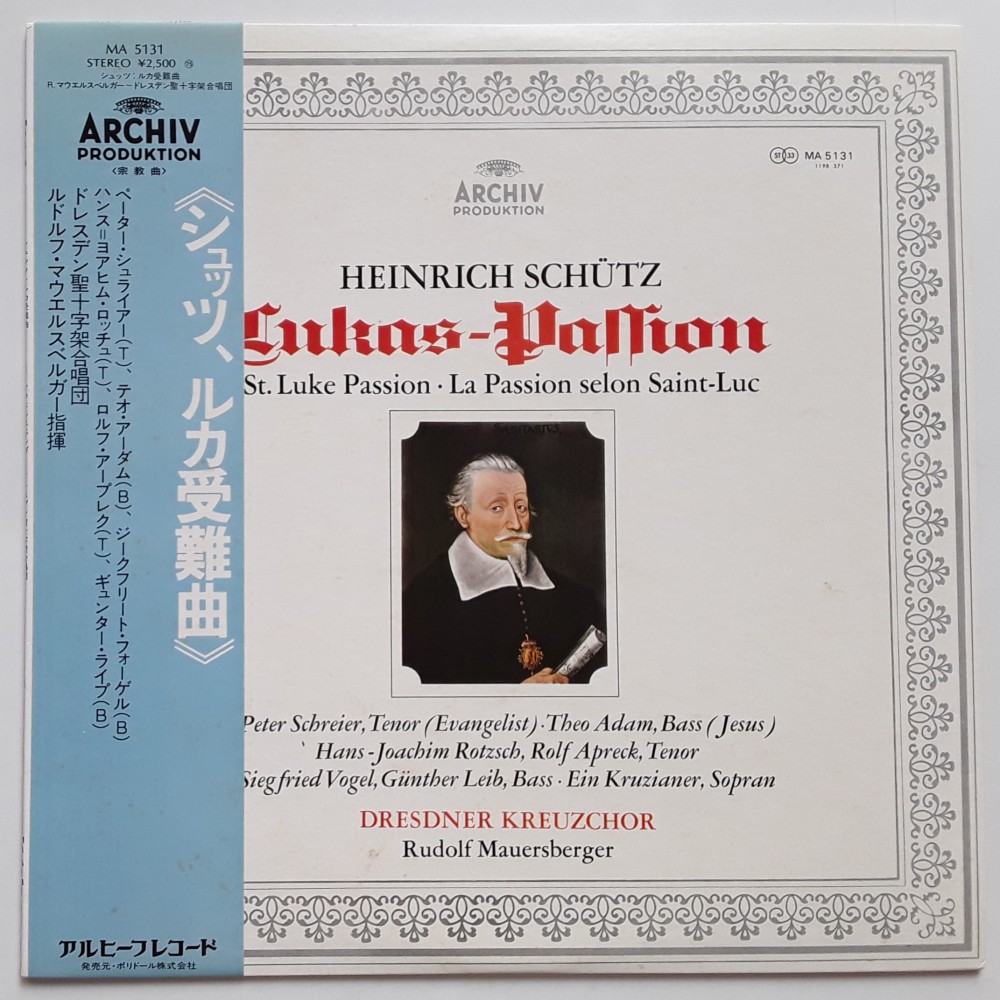 MA 5131
STEREO ¥2,500
シュッツ:ルカ受難曲
R.マウエルスベルガー−ドレスデン聖十字架合唱団
ARCHIV
PRODUKTION
〈宗教曲〉
《シュッツ、ルカ受難曲》
ペーター・シュライアー(T)、テオ・アーダム(B)、ジークフリート・フォーゲル(B)
ハンス=ヨアヒム・ロッチュ(T)、ロルフ・アープレク(T)、ギュンター・ライプ(B)
ドレスデン聖十字架合唱団
ルドルフ・マウエルスベルガー指揮
アルヒーフレコード
発売元・ポリドール株式会社
ARCHIV
PRODUKTION
ST 33 MA 5131
1198 371
HEINRICH SCHÜTZ
Lukas-Passion
St. Luke Passion · La Passion selon Saint-Luc
SAGITARIUS
Peter Schreier, Tenor (Evangelist) · Theo Adam, Bass (Jesus)
Hans-Joachim Rotzsch, Rolf Apreck, Tenor
Siegfried Vogel, Günther Leib, Bass · Ein Kruzianer, Sopran
DRESDNER KREUZCHOR
Rudolf Mauersberger